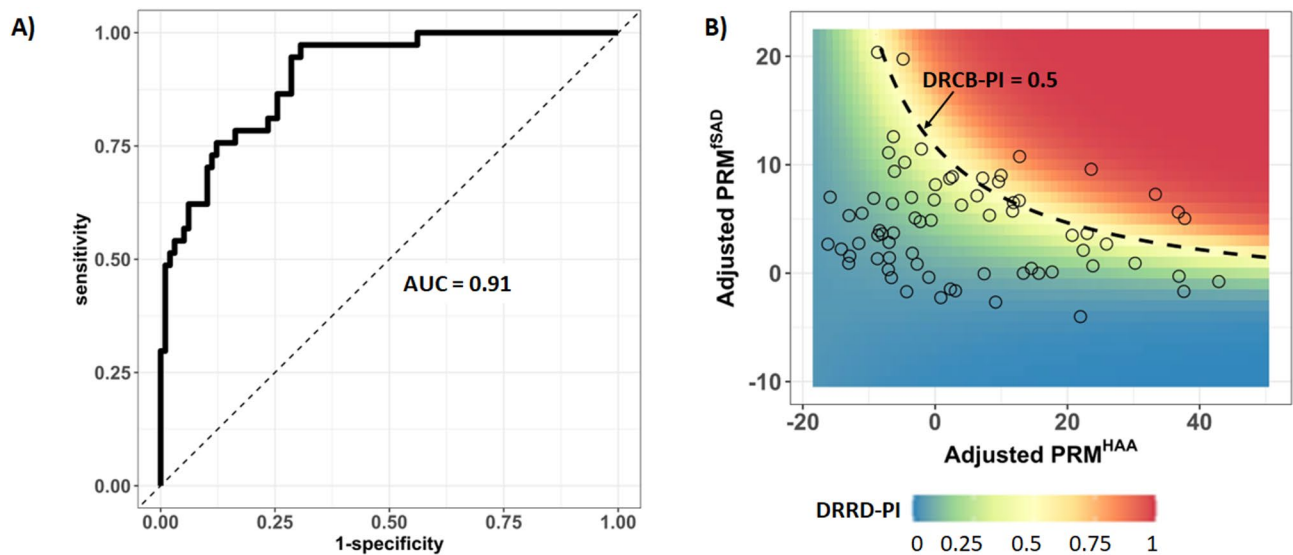 A)
1.00
0.75
0.50
0.25
0.00
sensitivity
AUC = 0.91
0.00 0.25 0.50 0.75 1.00
1-specificity
B)
20
10
0
-10
Adjusted PRM^fSAD
DRCB-PI = 0.5
-20 0 20 40
Adjusted PRM^HAA
DRRD-PI
0 0.25 0.5 0.75 1